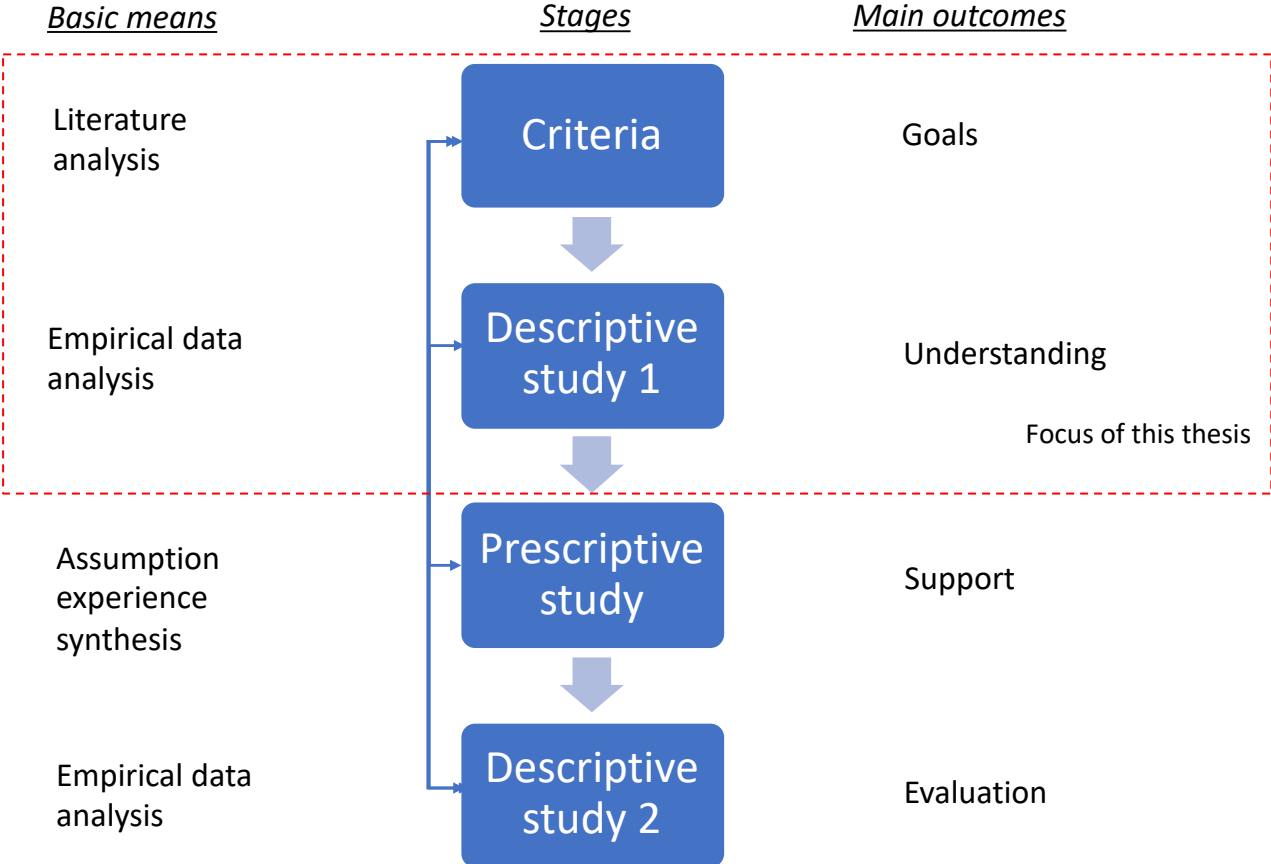 Basic means
Stages
Main outcomes
Literature
analysis
Criteria
Goals
Empirical data
analysis
Descriptive
study 1
Understanding
Focus of this thesis
Assumption
experience
synthesis
Prescriptive
study
Support
Empirical data
analysis
Descriptive
study 2
Evaluation